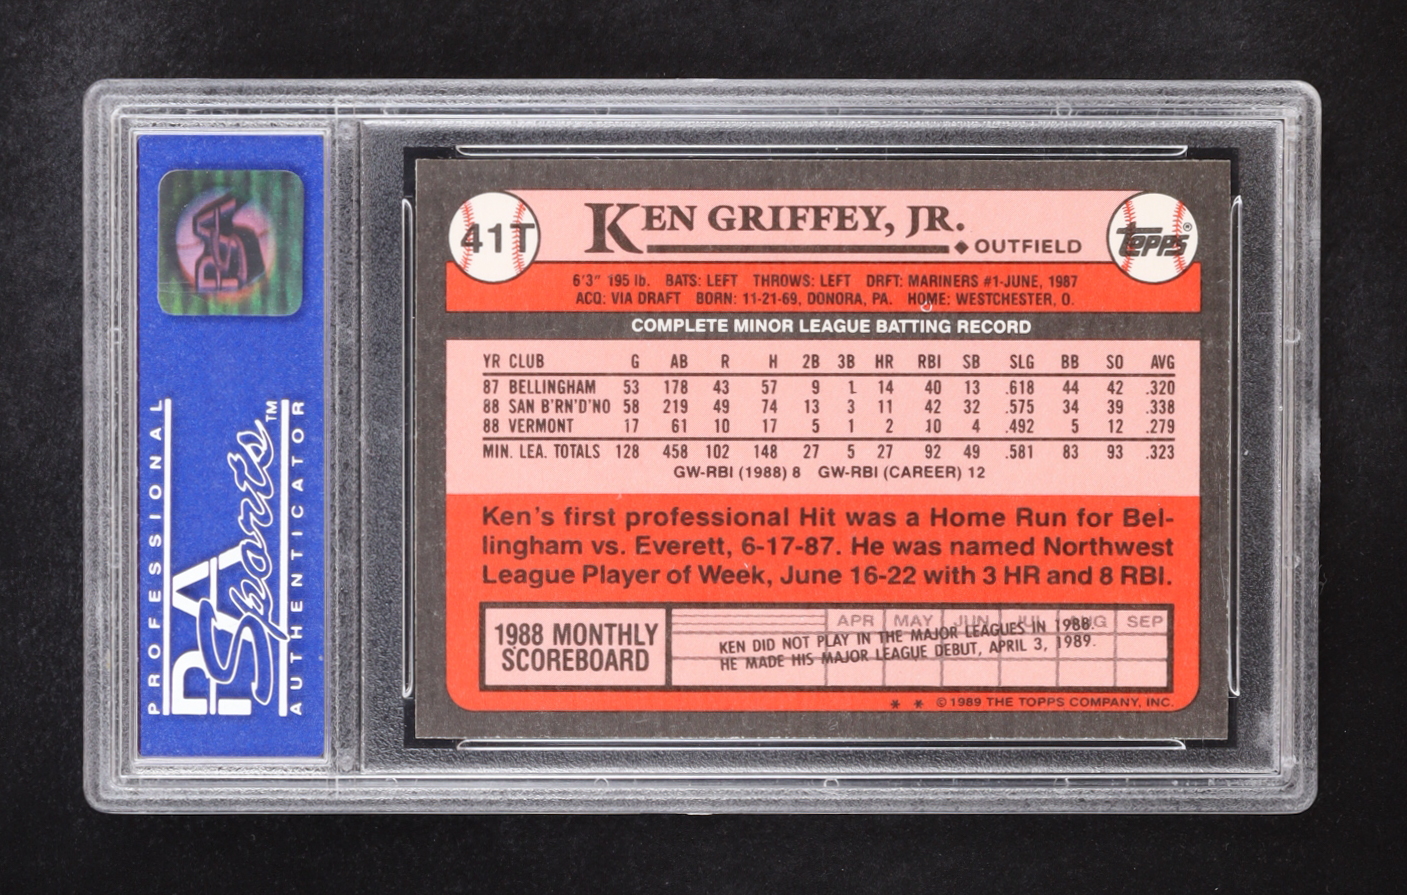 PSA
PROFESSIONAL
PSA Sports™
AUTHENTICATOR
41T
KEN GRIFFEY, JR.
◆OUTFIELD
Topps®
6'3" 195 lb. BATS: LEFT THROWS: LEFT DRFT: MARINERS #1-JUNE, 1987
ACQ: VIA DRAFT BORN: 11-21-69, DONORA, PA. HOME: WESTCHESTER, O.
COMPLETE MINOR LEAGUE BATTING RECORD
YR CLUB G AB R H 2B 3B HR RBI SB SLG BB SO AVG
87 BELLINGHAM 53 178 43 57 9 1 14 40 13 .618 44 42 .320
88 SAN B'RN'D'NO 58 219 49 74 13 3 11 42 32 .575 34 39 .338
88 VERMONT 17 61 10 17 5 1 2 10 4 .492 5 12 .279
MIN. LEA. TOTALS 128 458 102 148 27 5 27 92 49 .581 83 93 .323
GW-RBI (1988) 8 GW-RBI (CAREER) 12
Ken's first professional Hit was a Home Run for Bel-
lingham vs. Everett, 6-17-87. He was named Northwest
League Player of Week, June 16-22 with 3 HR and 8 RBI.
1988 MONTHLY
SCOREBOARD
APR MAY JUN JUL AUG SEP
KEN DID NOT PLAY IN THE MAJOR LEAGUES IN 1988.
HE MADE HIS MAJOR LEAGUE DEBUT, APRIL 3, 1989.
* * © 1989 THE TOPPS COMPANY, INC.